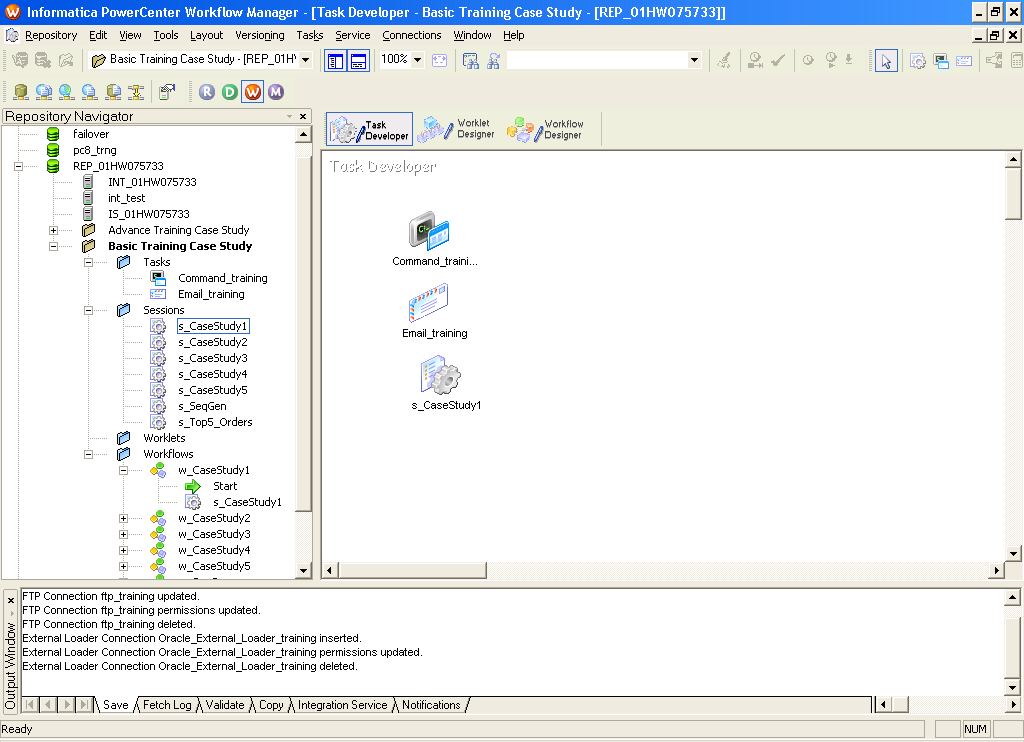 Informatica PowerCenter Workflow Manager - [Task Developer - Basic Training Case Study - [REP_01HW075733]]
Repository Edit View Tools Layout Versioning Tasks Service Connections Window Help
Basic Training Case Study - [REP_01HW
100%
R D W M
Repository Navigator
failover
pc8_trng
REP_01HW075733
INT_01HW075733
int_test
IS_01HW075733
Advance Training Case Study
Basic Training Case Study
Tasks
Command_training
Email_training
Sessions
s_CaseStudy1
s_CaseStudy2
s_CaseStudy3
s_CaseStudy4
s_CaseStudy5
s_SeqGen
s_Top5_Orders
Worklets
Workflows
w_CaseStudy1
Start
s_CaseStudy1
w_CaseStudy2
w_CaseStudy3
w_CaseStudy4
w_CaseStudy5
Task Developer
Worklet Designer
Workflow Designer
Task Developer
Command_traini...
Email_training
s_CaseStudy1
Output Window
FTP Connection ftp_training updated.
FTP Connection ftp_training permissions updated.
FTP Connection ftp_training deleted.
External Loader Connection Oracle_External_Loader_training inserted.
External Loader Connection Oracle_External_Loader_training permissions updated.
External Loader Connection Oracle_External_Loader_training deleted.
Save Fetch Log Validate Copy Integration Service Notifications
Ready NUM